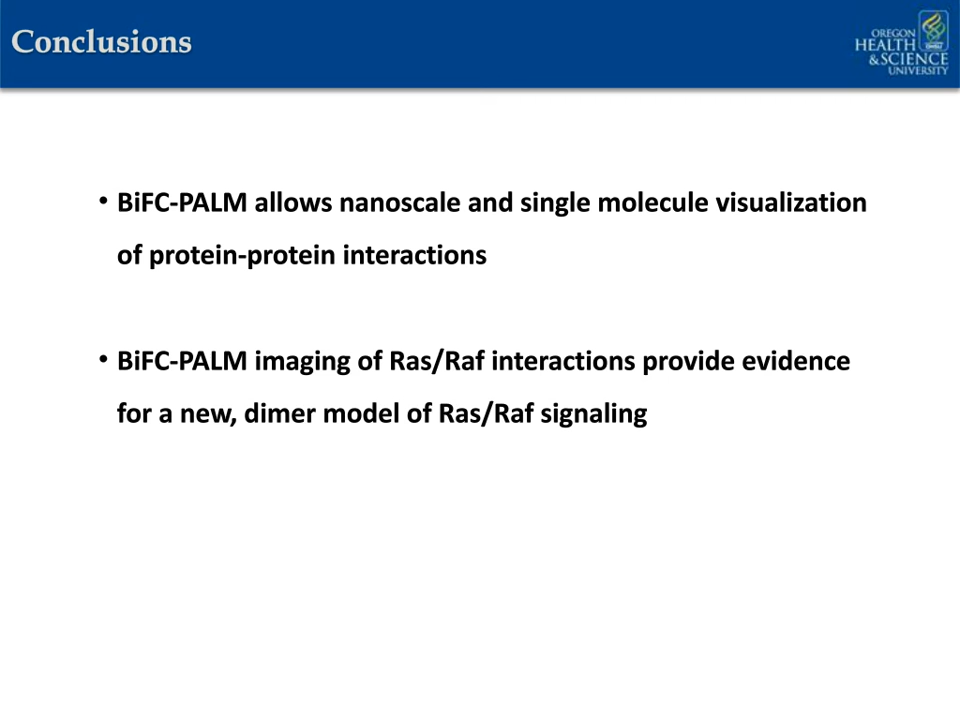 Conclusions
OREGON
HEALTH
& SCIENCE
UNIVERSITY
• BiFC-PALM allows nanoscale and single molecule visualization
of protein-protein interactions
• BiFC-PALM imaging of Ras/Raf interactions provide evidence
for a new, dimer model of Ras/Raf signaling